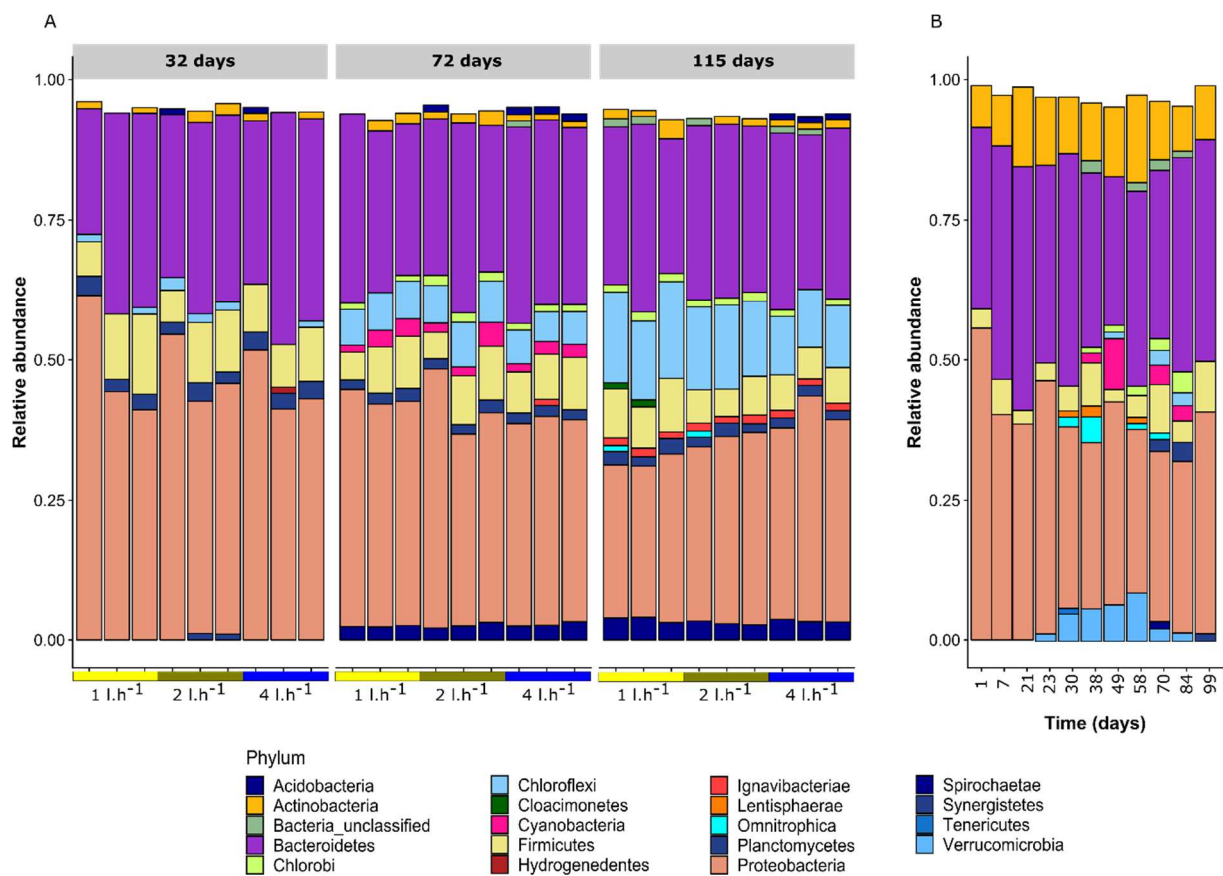 A
B
32 days
72 days
115 days
Relative abundance
1.00
0.75
0.50
0.25
0.00
1 l.h-1
2 l.h-1
4 l.h-1
1 l.h-1
2 l.h-1
4 l.h-1
1 l.h-1
2 l.h-1
4 l.h-1
Relative abundance
1.00
0.75
0.50
0.25
0.00
1
7
21
23
30
38
49
58
70
84
99
Time (days)
Phylum
Acidobacteria
Actinobacteria
Bacteria_unclassified
Bacteroidetes
Chlorobi
Chloroflexi
Cloacimonetes
Cyanobacteria
Firmicutes
Hydrogenedentes
Ignavibacteriae
Lentisphaerae
Omnitrophica
Planctomycetes
Proteobacteria
Spirochaetae
Synergistetes
Tenericutes
Verrucomicrobia